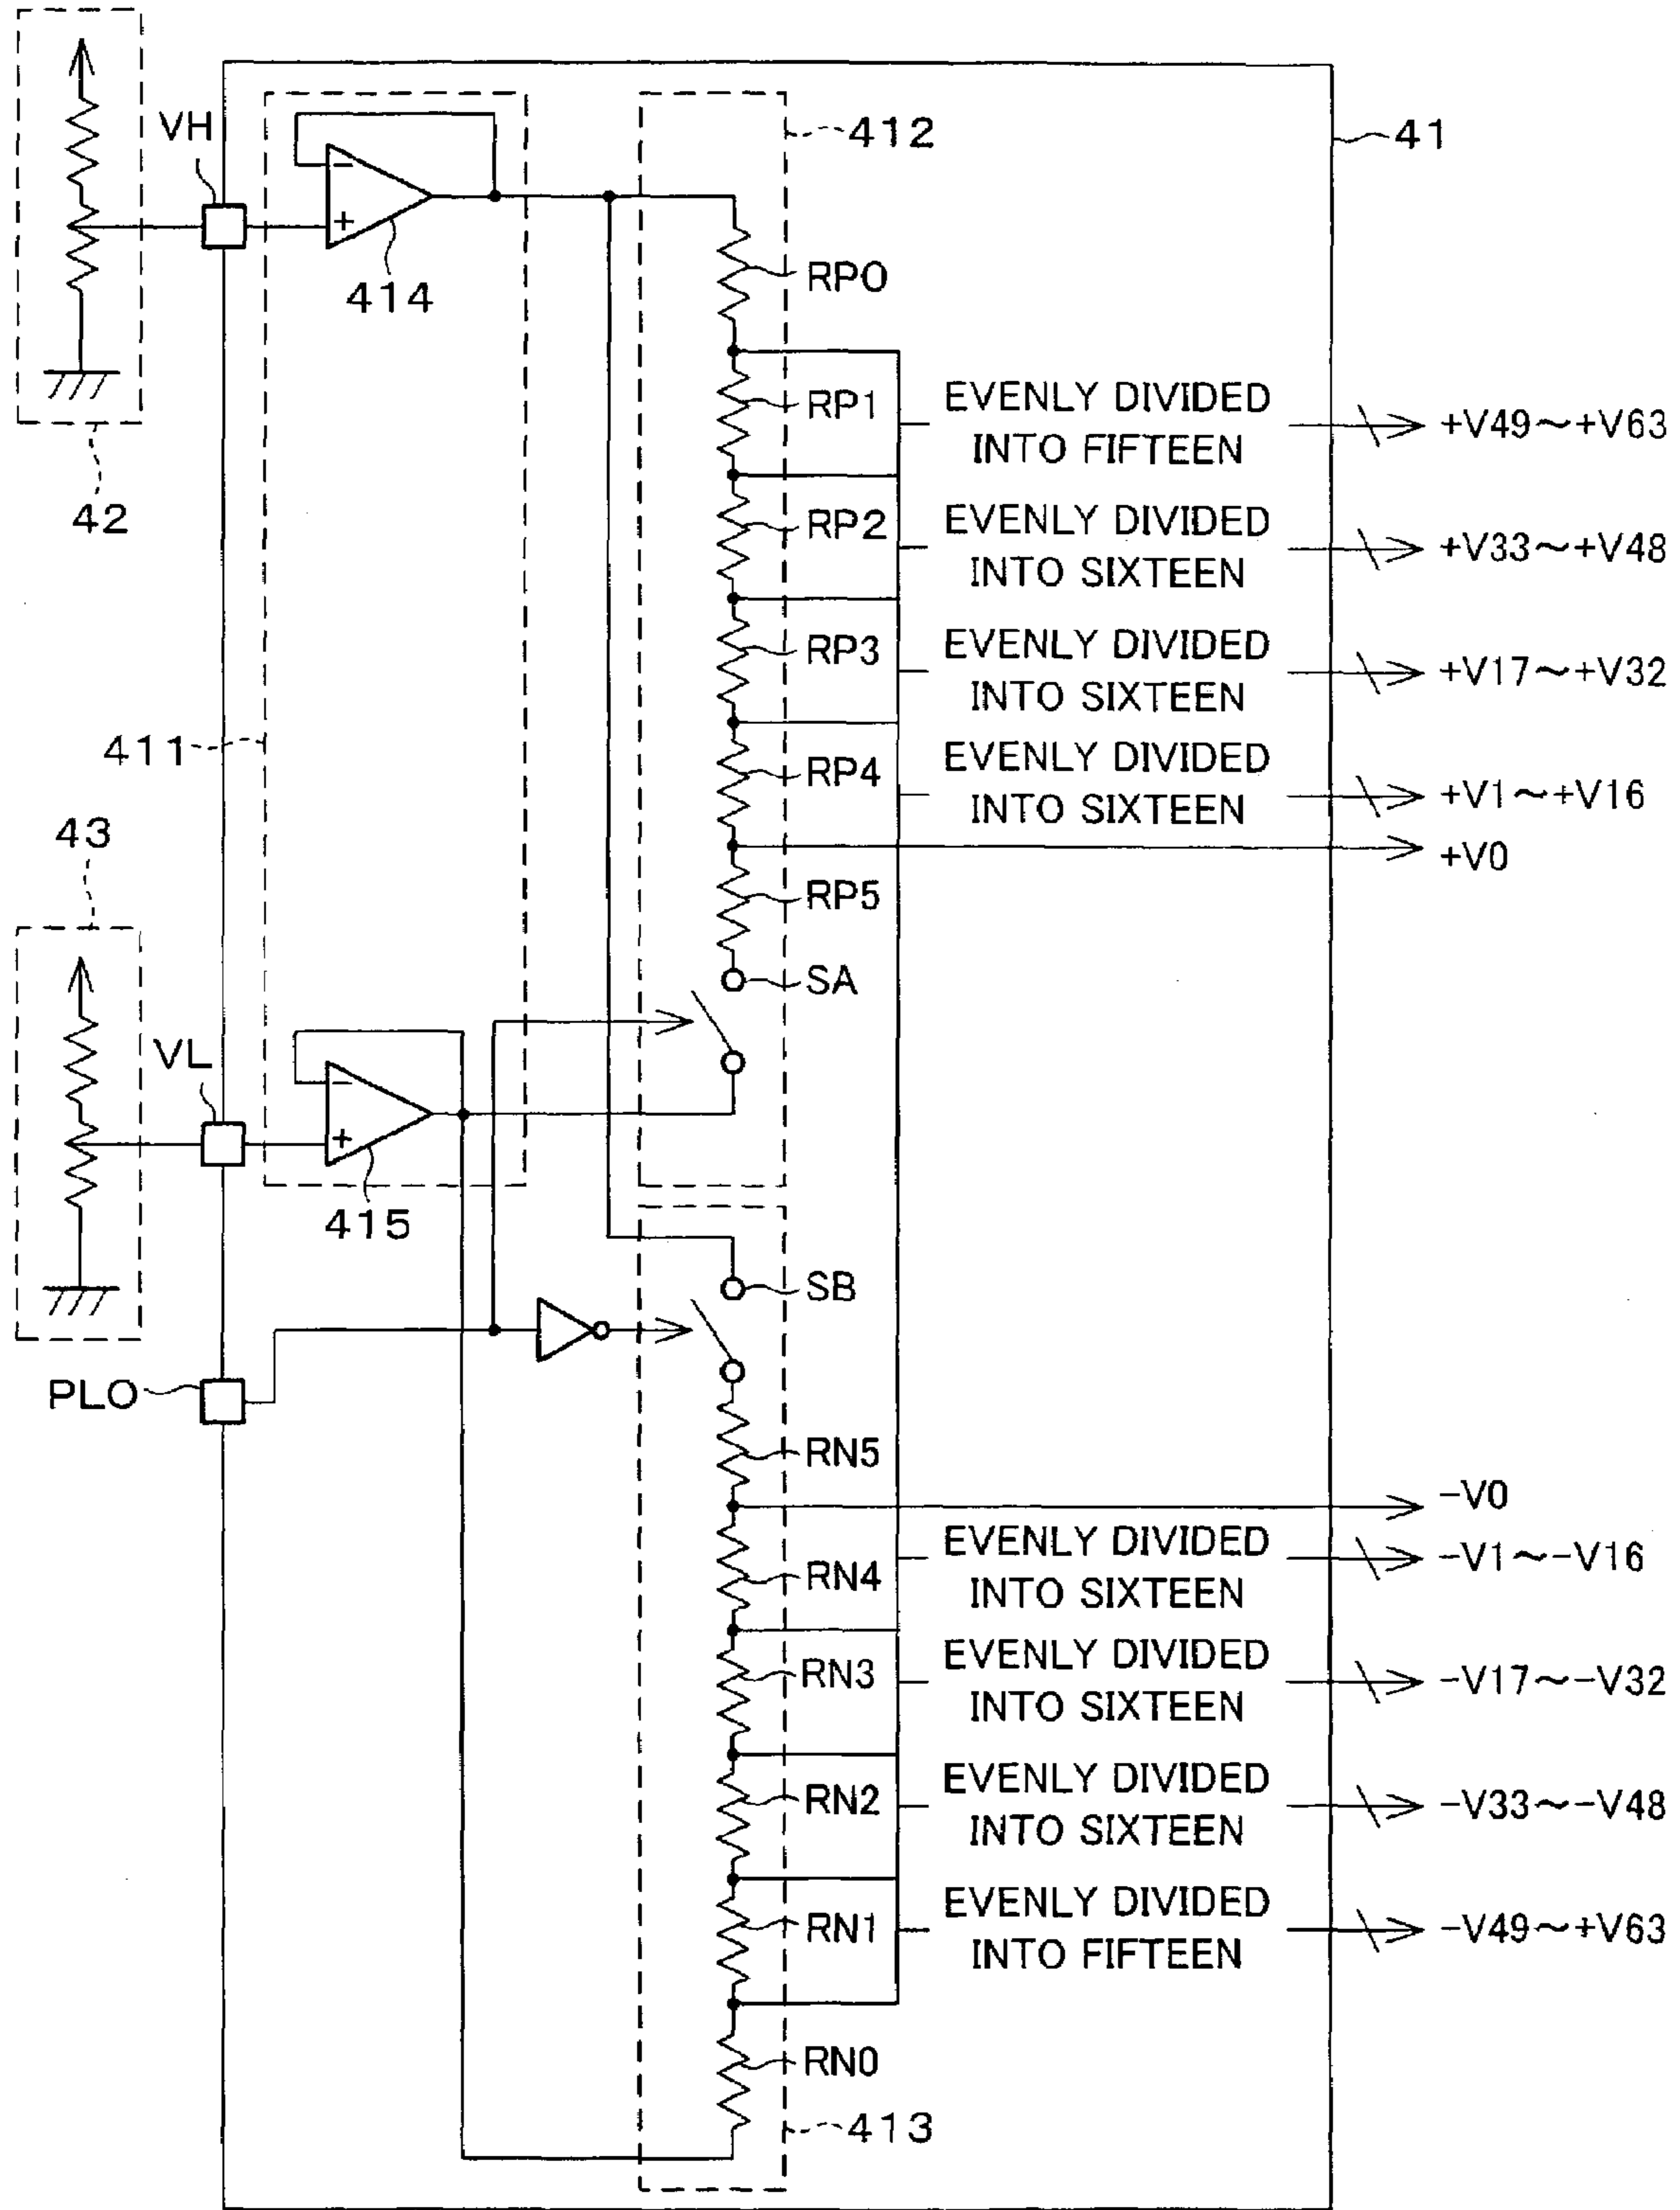 VH
412
41
RP0
414
RP1
EVENLY DIVIDED
INTO FIFTEEN
+V49～+V63
42
RP2
EVENLY DIVIDED
INTO SIXTEEN
+V33～+V48
RP3
EVENLY DIVIDED
INTO SIXTEEN
+V17～+V32
411
RP4
EVENLY DIVIDED
INTO SIXTEEN
+V1～+V16
43
+V0
RP5
SA
VL
415
SB
PLO
RN5
-V0
RN4
EVENLY DIVIDED
INTO SIXTEEN
-V1～-V16
RN3
EVENLY DIVIDED
INTO SIXTEEN
-V17～-V32
RN2
EVENLY DIVIDED
INTO SIXTEEN
-V33～-V48
RN1
EVENLY DIVIDED
INTO FIFTEEN
-V49～+V63
RN0
413